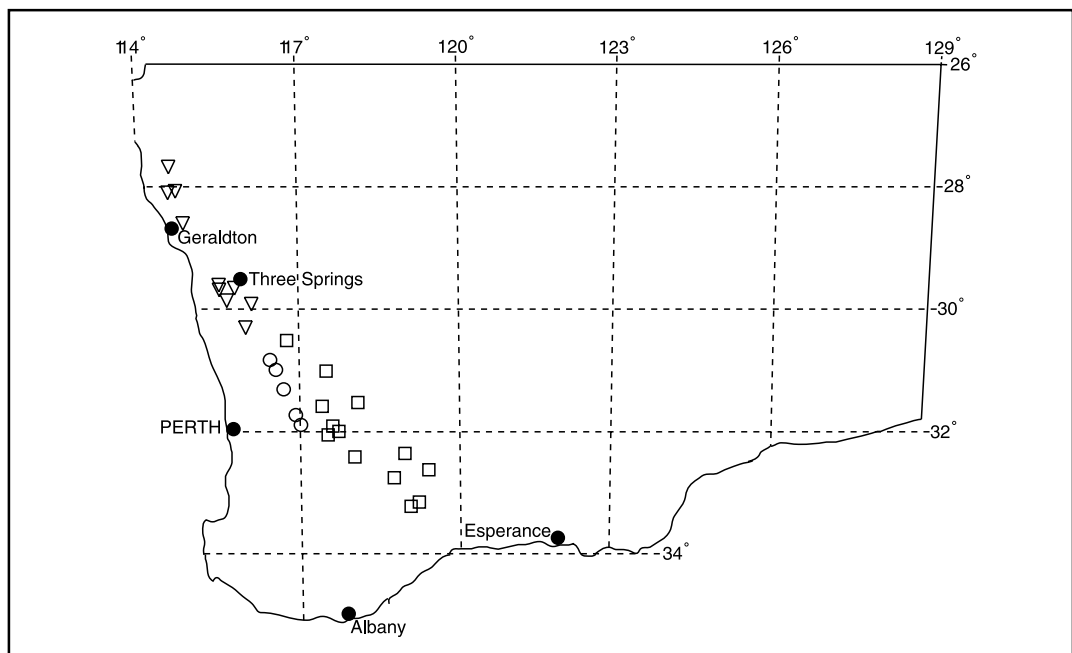 114° 117° 120° 123° 126° 129°
26°
28°
Geraldton
Three Springs
30°
PERTH
32°
Esperance
34°
Albany